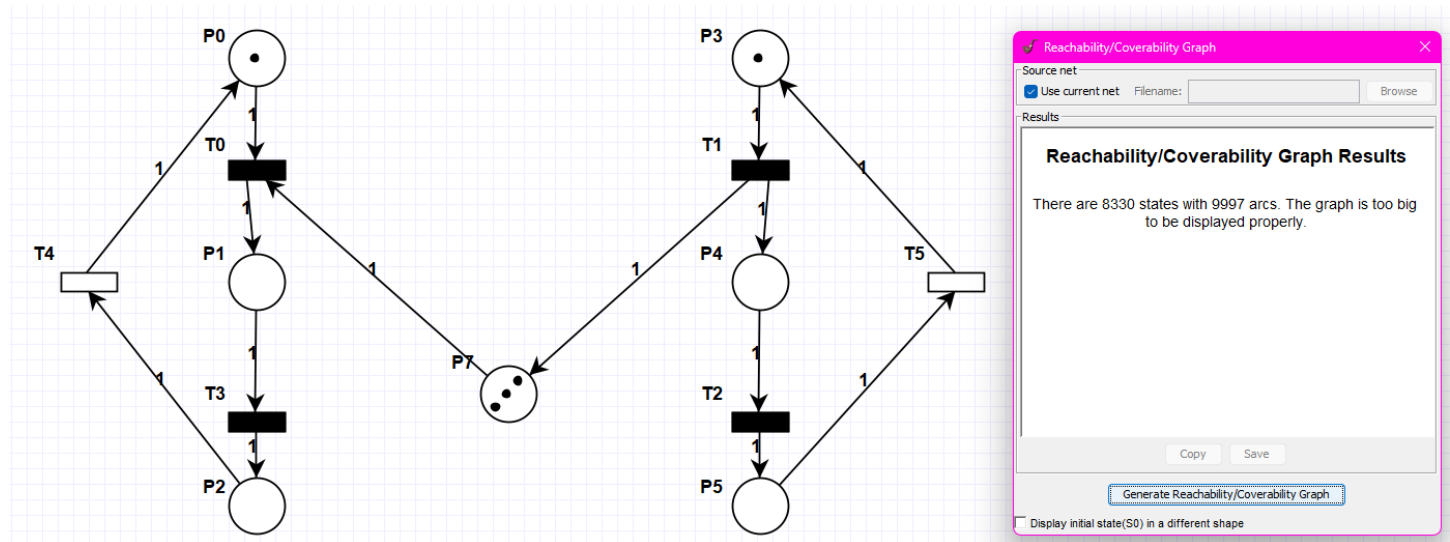 P0
P3
1
1
T0
T1
1
1
1
1
T4
P1
P4
T5
1
1
P7
1
1
1
1
T3
T2
1
1
P2
P5
Reachability/Coverability Graph
Source net
Use current net Filename: Browse
Results
Reachability/Coverability Graph Results
There are 8330 states with 9997 arcs. The graph is too big
to be displayed properly.
Copy Save
Generate Reachability/Coverability Graph
Display initial state(S0) in a different shape